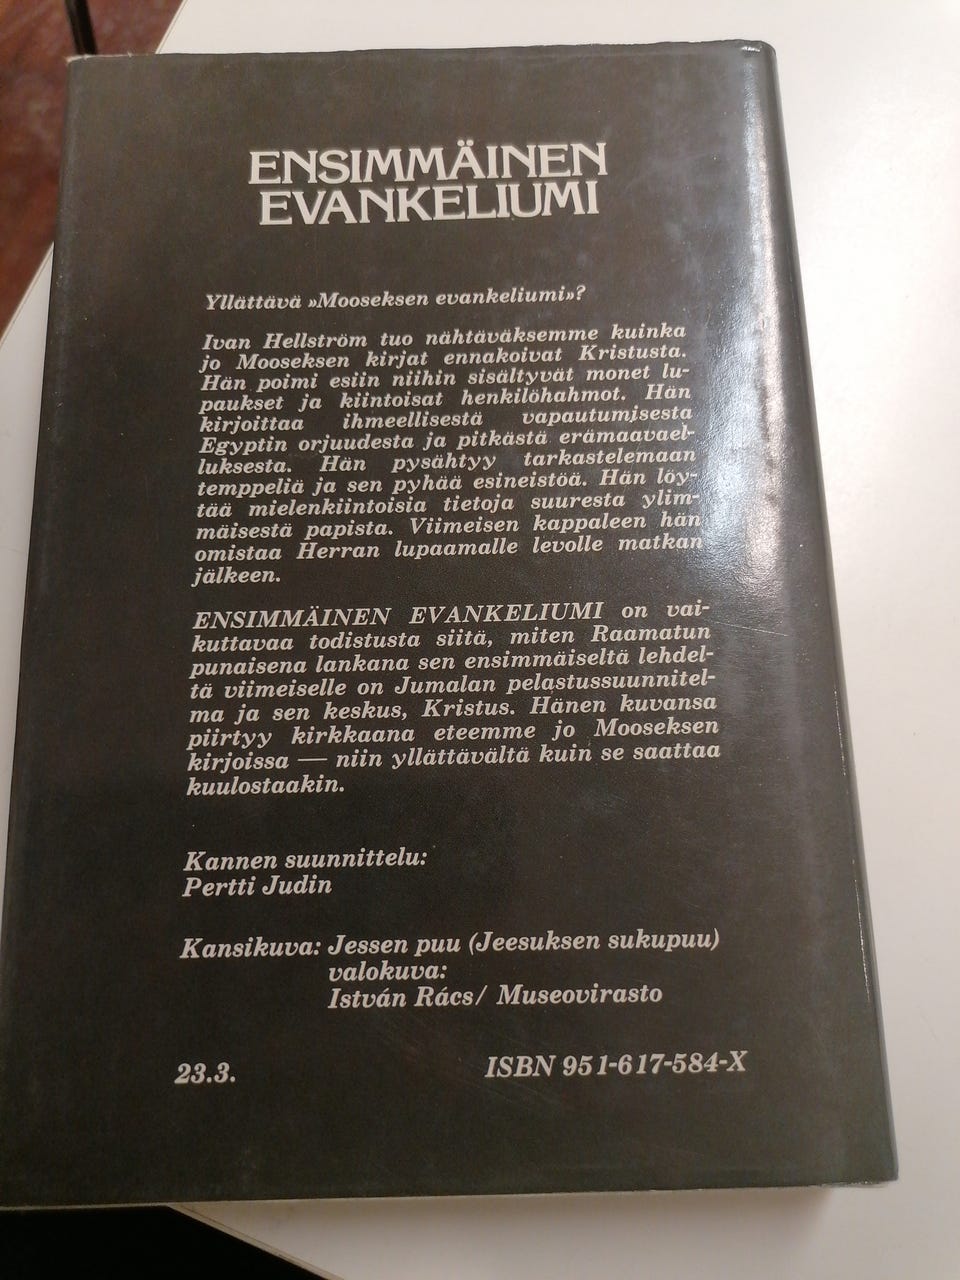 ENSIMMÄINEN
EVANKELIUMI
Yllättävä »Mooseksen evankeliumi»?
Ivan Hellström tuo nähtäväksemme kuinka
jo Mooseksen kirjat ennakoivat Kristusta.
Hän poimi esiin niihin sisältyvät monet lu-
paukset ja kiintoisat henkilöhahmot. Hän
kirjoittaa ihmeellisestä vapautumisesta
Egyptin orjuudesta ja pitkästä erämaavael-
luksesta. Hän pysähtyy tarkastelemaan
temppeliä ja sen pyhää esineistöä. Hän löy-
tää mielenkiintoisia tietoja suuresta ylim-
mäisestä papista. Viimeisen kappaleen hän
omistaa Herran lupaamalle levolle matkan
jälkeen.
ENSIMMÄINEN EVANKELIUMI on vai-
kuttavaa todistusta siitä, miten Raamatun
punaisena lankana sen ensimmäiseltä lehdel-
tä viimeiselle on Jumalan pelastussuunnitel-
ma ja sen keskus, Kristus. Hänen kuvansa
piirtyy kirkkaana eteemme jo Mooseksen
kirjoissa — niin yllättävältä kuin se saattaa
kuulostaakin.
Kannen suunnittelu:
Pertti Judin
Kansikuva: Jessen puu (Jeesuksen sukupuu)
valokuva:
István Rács/ Museovirasto
23.3. ISBN 951-617-584-X